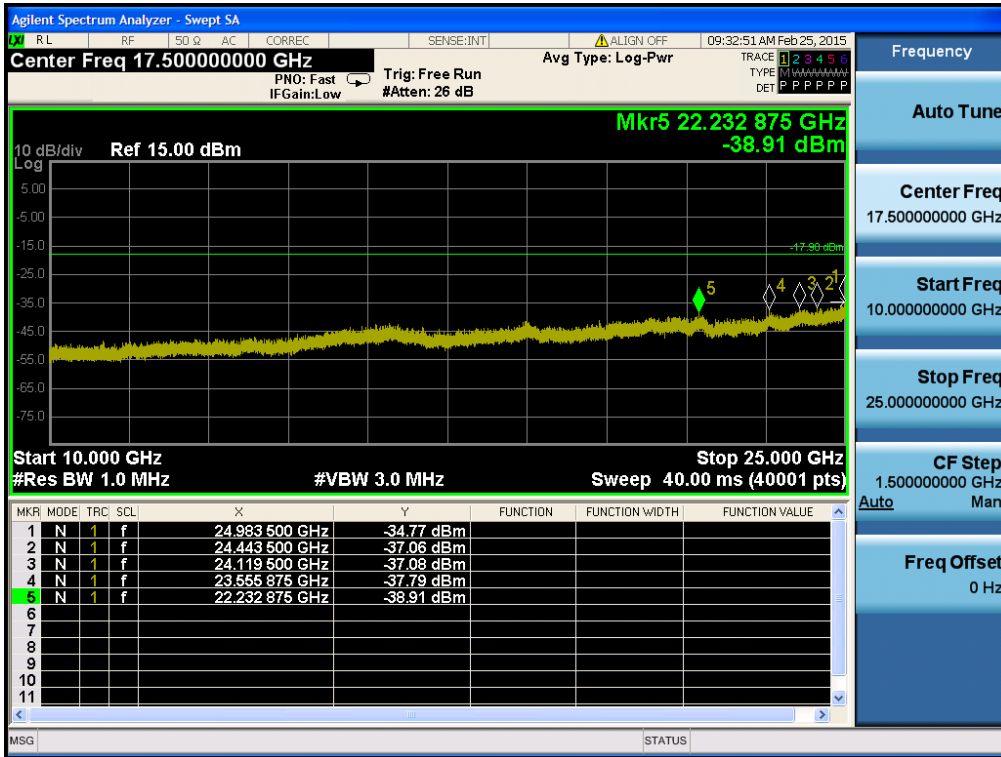 Agilent Spectrum Analyzer - Swept SA
LXI RL RF 50 Ω AC CORREC SENSE:INT ALIGN OFF 09:32:51 AM Feb 25, 2015
Center Freq 17.500000000 GHz
PNO: Fast
IFGain:Low
Trig: Free Run
#Atten: 26 dB
Avg Type: Log-Pwr
TRACE 1 2 3 4 5 6
TYPE M
DET P P P P P P
Mkr5 22.232 875 GHz
-38.91 dBm
10 dB/div Ref 15.00 dBm
Log
5.00
-5.00
-15.0
-17.90 dBm
-25.0
5 4 3 2 1
-35.0
-45.0
-55.0
-65.0
-75.0
Start 10.000 GHz Stop 25.000 GHz
#Res BW 1.0 MHz #VBW 3.0 MHz Sweep 40.00 ms (40001 pts)
MKR MODE TRC SCL X Y FUNCTION FUNCTION WIDTH FUNCTION VALUE
1 N 1 f 24.983 500 GHz -34.77 dBm
2 N 1 f 24.443 500 GHz -37.06 dBm
3 N 1 f 24.119 500 GHz -37.08 dBm
4 N 1 f 23.555 875 GHz -37.79 dBm
5 N 1 f 22.232 875 GHz -38.91 dBm
6
7
8
9
10
11
MSG STATUS
Frequency
Auto Tune
Center Freq
17.500000000 GHz
Start Freq
10.000000000 GHz
Stop Freq
25.000000000 GHz
CF Step
1.500000000 GHz
Auto Man
Freq Offset
0 Hz